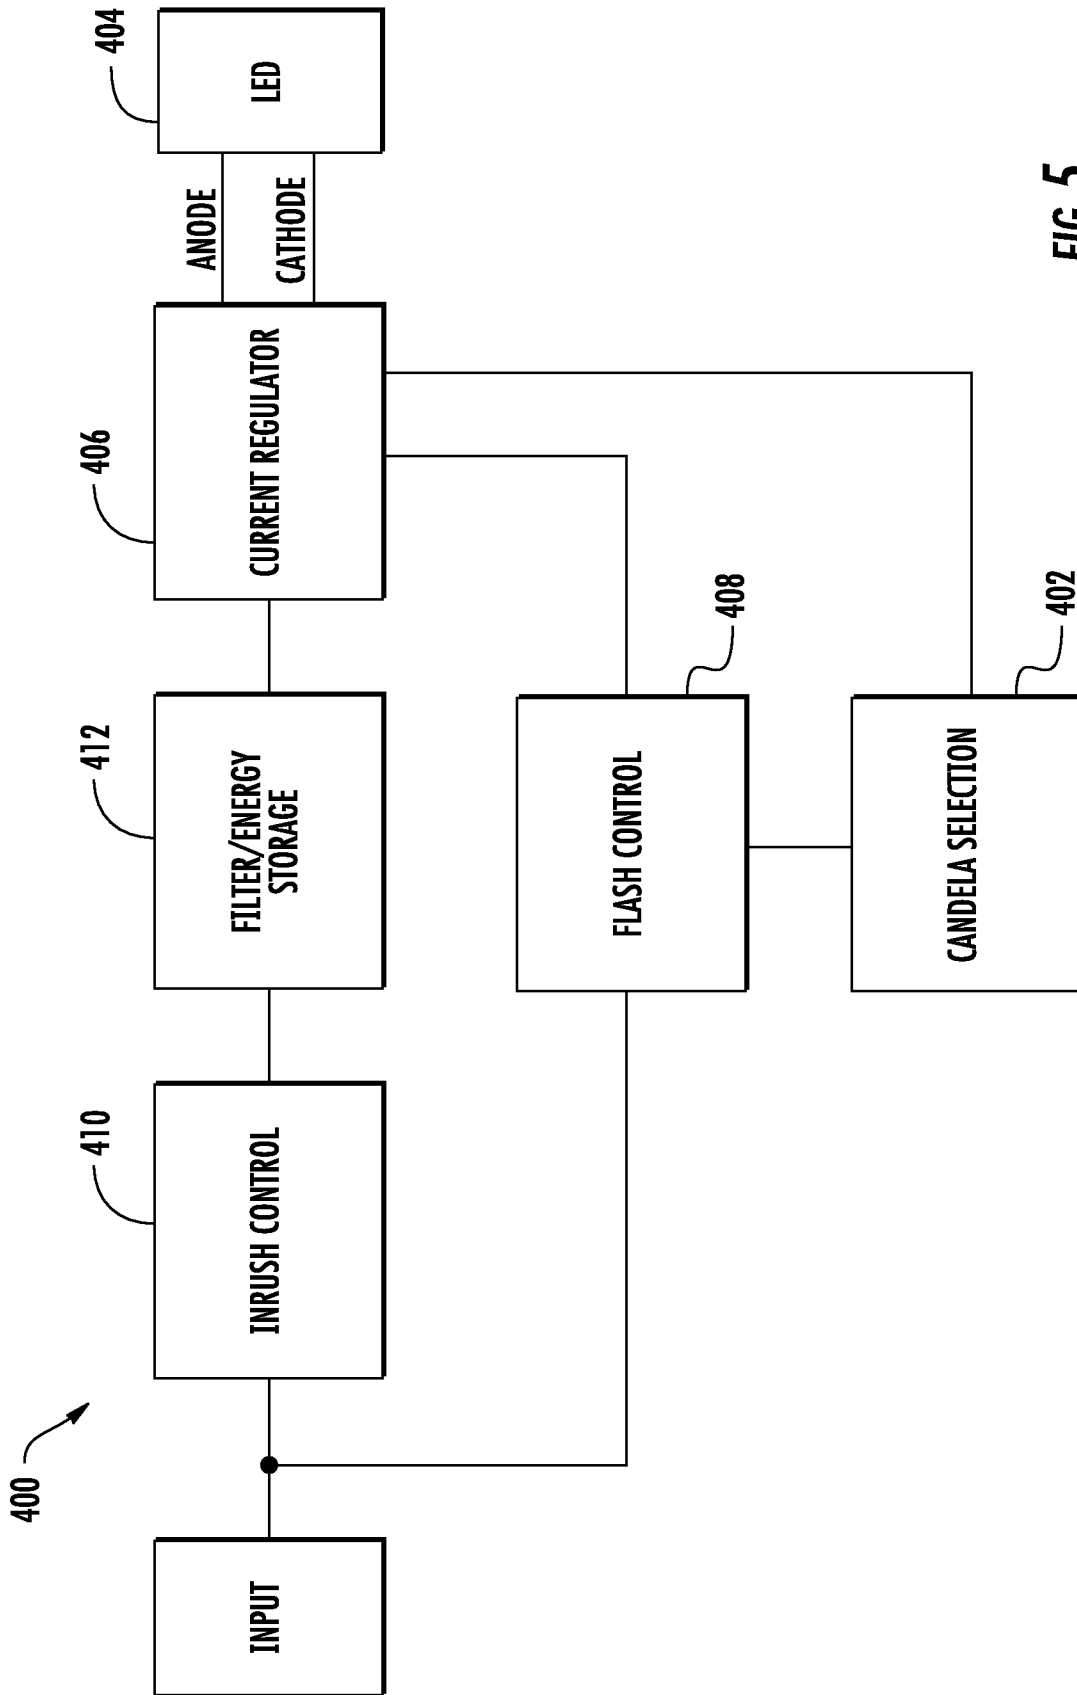 400
INPUT
410
INRUSH CONTROL
412
FILTER/ENERGY
STORAGE
406
CURRENT REGULATOR
ANODE
CATHODE
404
LED
408
FLASH CONTROL
402
CANDELA SELECTION
FIG. 5